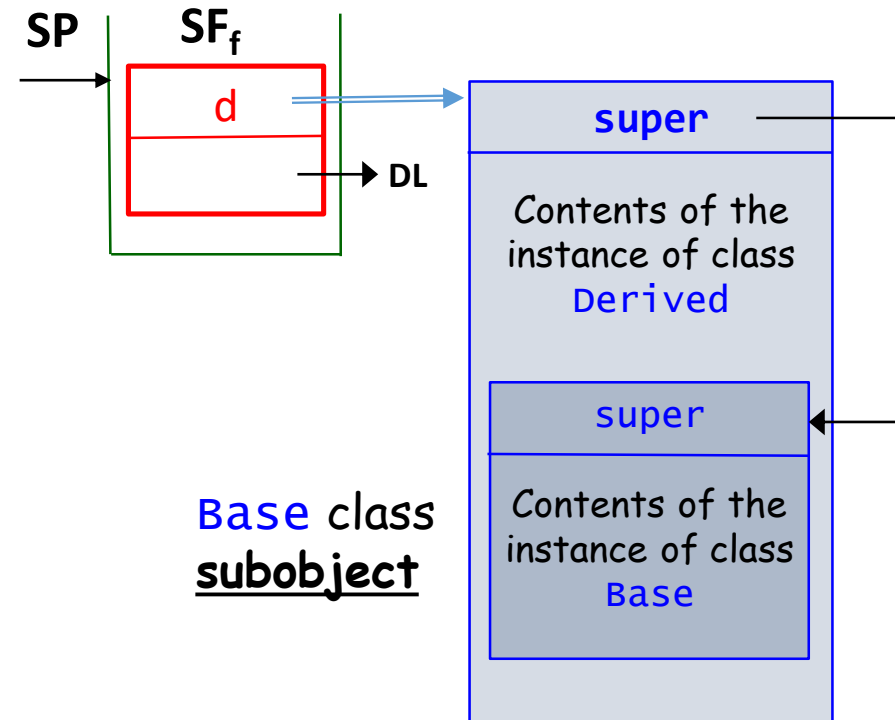 SP
SFf
d
DL
super
Contents of the
instance of class
Derived
super
Contents of the
instance of class
Base
Base class
subobject